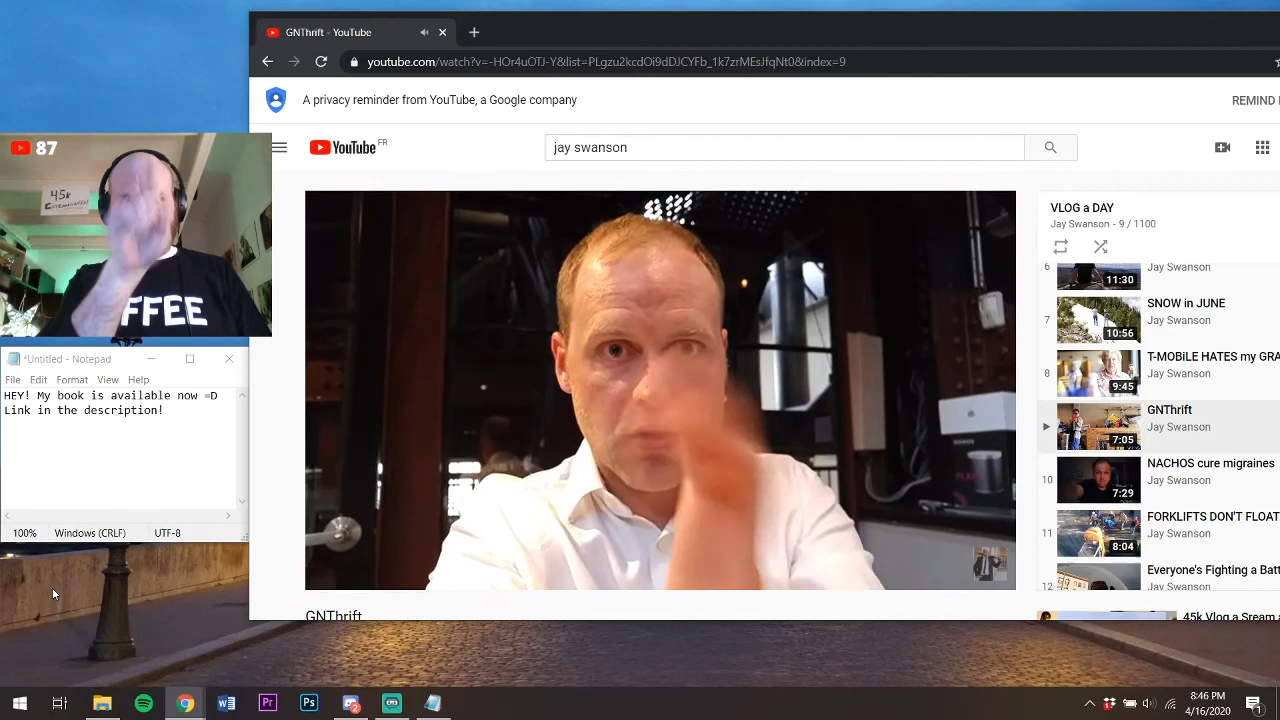 GNThrift - YouTube
youtube.com/watch?v=-HOr4uOTJ-Y&list=PLgzu2kcdOi9dDJCYFb_1k7zrMEsJfqNt0&index=9
A privacy reminder from YouTube, a Google company
REMIND
YouTube FR
jay swanson
87
45k
FFEE
VLOG a DAY
Jay Swanson - 9 / 1100
6
11:30
Jay Swanson
7
10:56
SNOW in JUNE
Jay Swanson
8
9:45
T-MOBiLE HATES my GRA
Jay Swanson
7:05
GNThrift
Jay Swanson
10
7:29
NACHOS cure migraines
Jay Swanson
11
8:04
FORKLIFTS DON'T FLOAT
Jay Swanson
12
Everyone's Fighting a Batt
Jay Swanson
45k Vlog a Sream a
GNThrift
*Untitled - Notepad
File Edit Format View Help
HEY! My book is available now =D
Link in the description!
100% Windows (CRLF) UTF-8
W Pr Ps 2
8:46 PM
4/16/2020
1